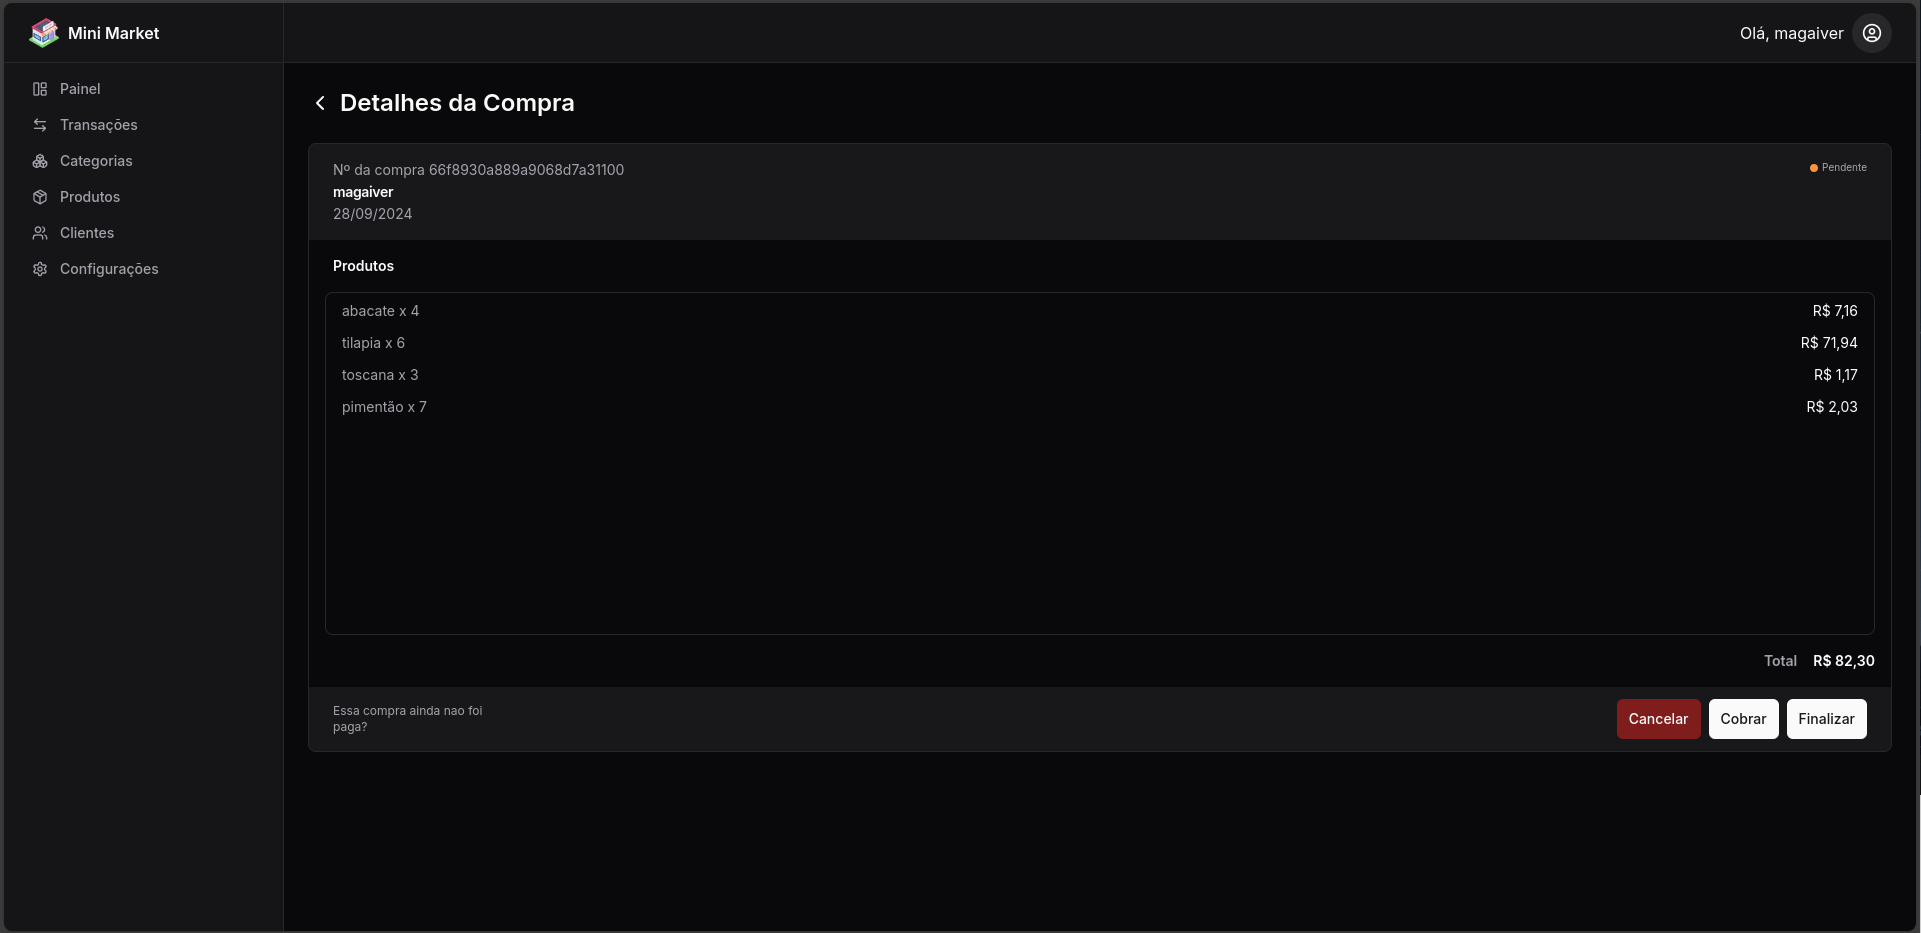 Mini Market
Olá, magaiver
Painel
Transações
Categorias
Produtos
Clientes
Configurações
Detalhes da Compra
Nº da compra 66f8930a889a9068d7a31100
Pendente
magaiver
28/09/2024
Produtos
abacate x 4 R$ 7,16
tilapia x 6 R$ 71,94
toscana x 3 R$ 1,17
pimentão x 7 R$ 2,03
Total R$ 82,30
Essa compra ainda nao foi
paga?
Cancelar Cobrar Finalizar